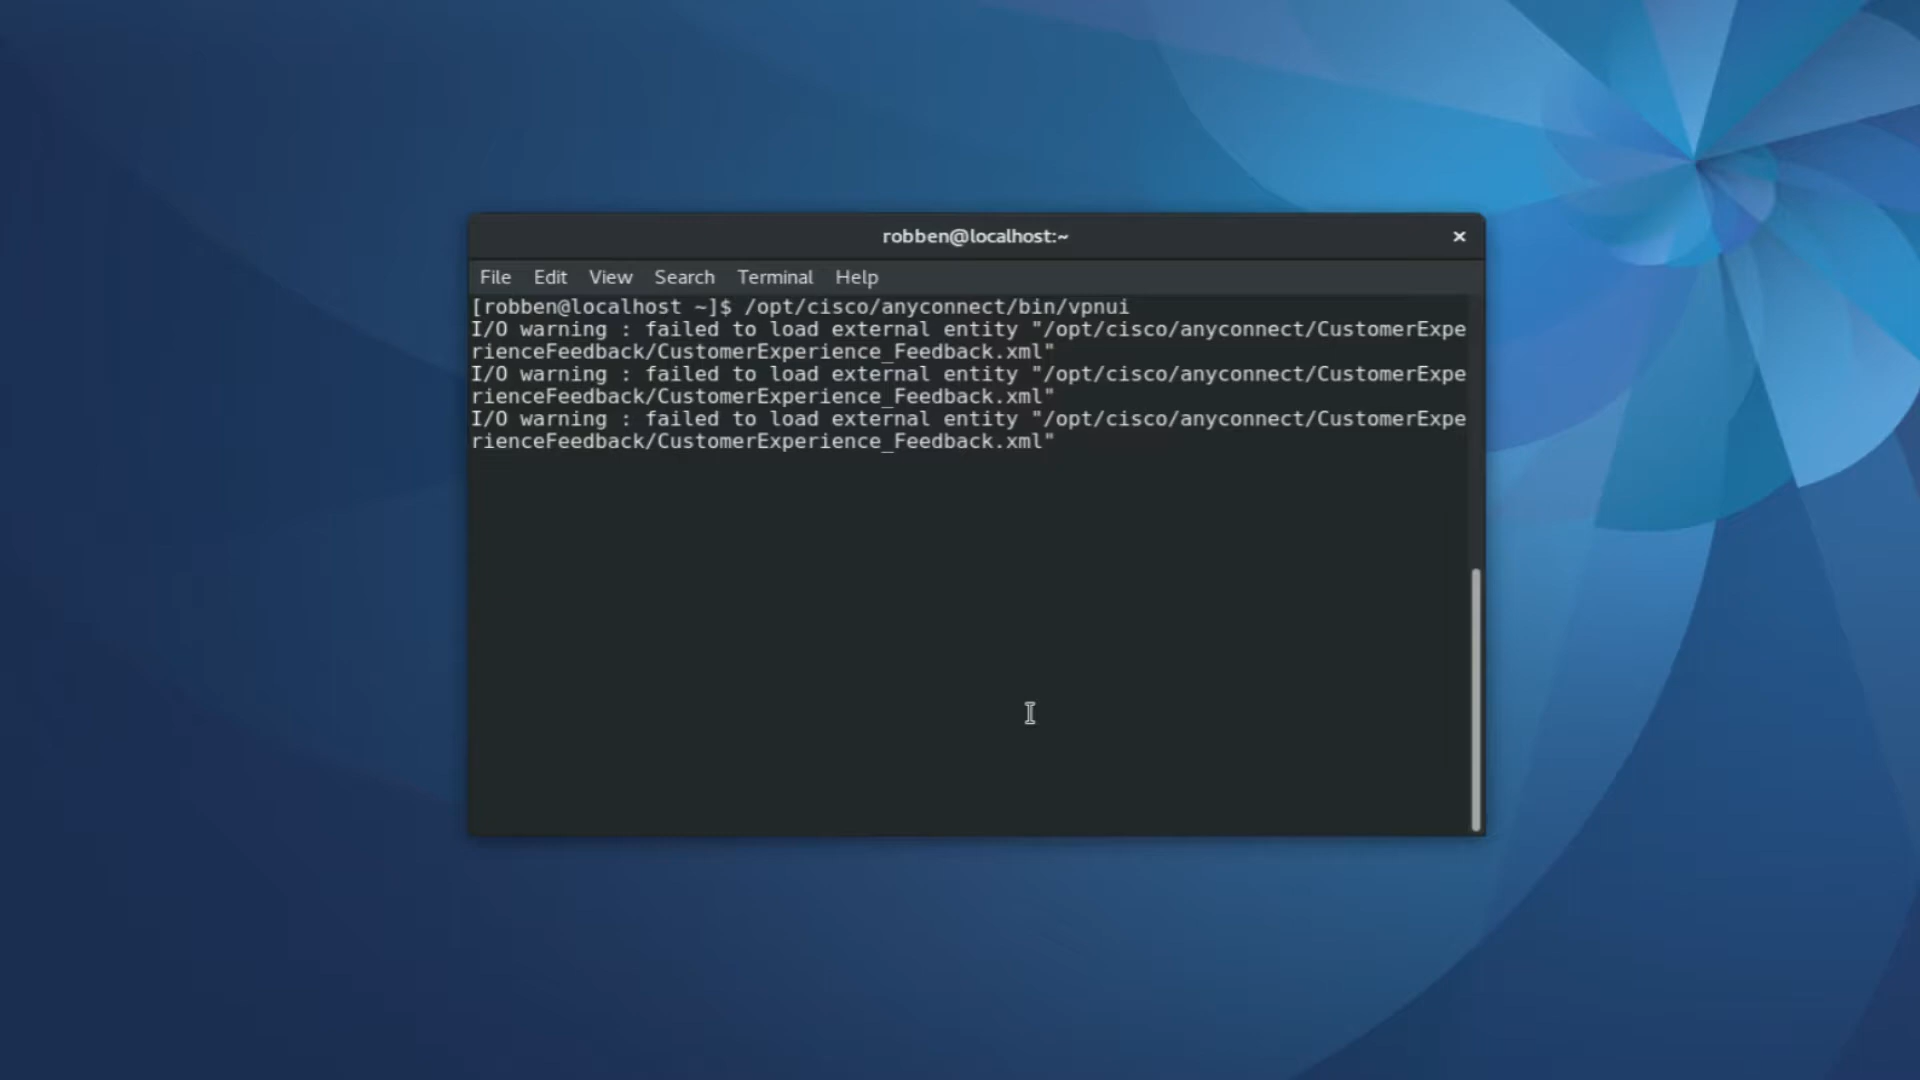 robben@localhost:~
×
File Edit View Search Terminal Help
[robben@localhost ~]$ /opt/cisco/anyconnect/bin/vpnui
I/O warning : failed to load external entity "/opt/cisco/anyconnect/CustomerExpe
rienceFeedback/CustomerExperience_Feedback.xml"
I/O warning : failed to load external entity "/opt/cisco/anyconnect/CustomerExpe
rienceFeedback/CustomerExperience_Feedback.xml"
I/O warning : failed to load external entity "/opt/cisco/anyconnect/CustomerExpe
rienceFeedback/CustomerExperience_Feedback.xml"